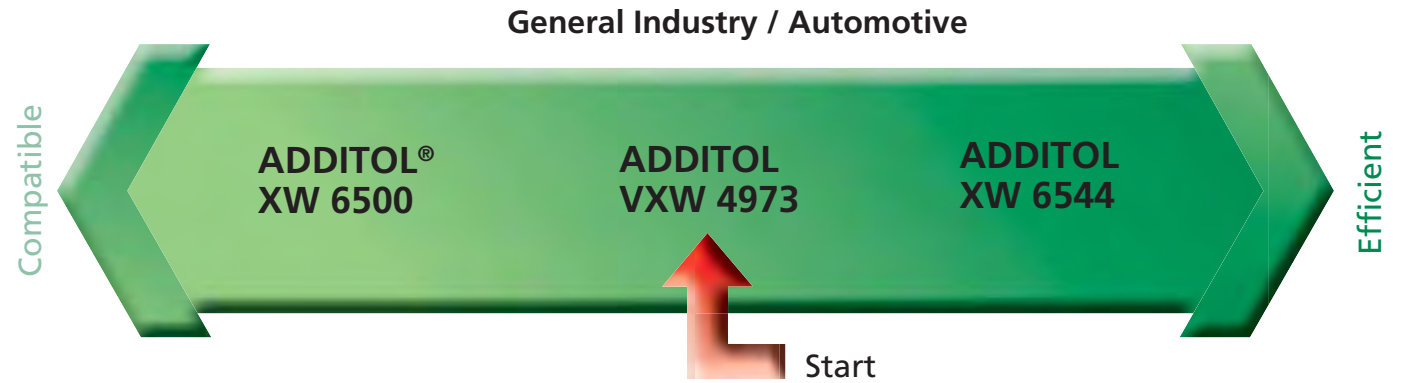 General Industry / Automotive
Compatible
ADDITOL®
XW 6500
ADDITOL
VXW 4973
ADDITOL
XW 6544
Efficient
Start